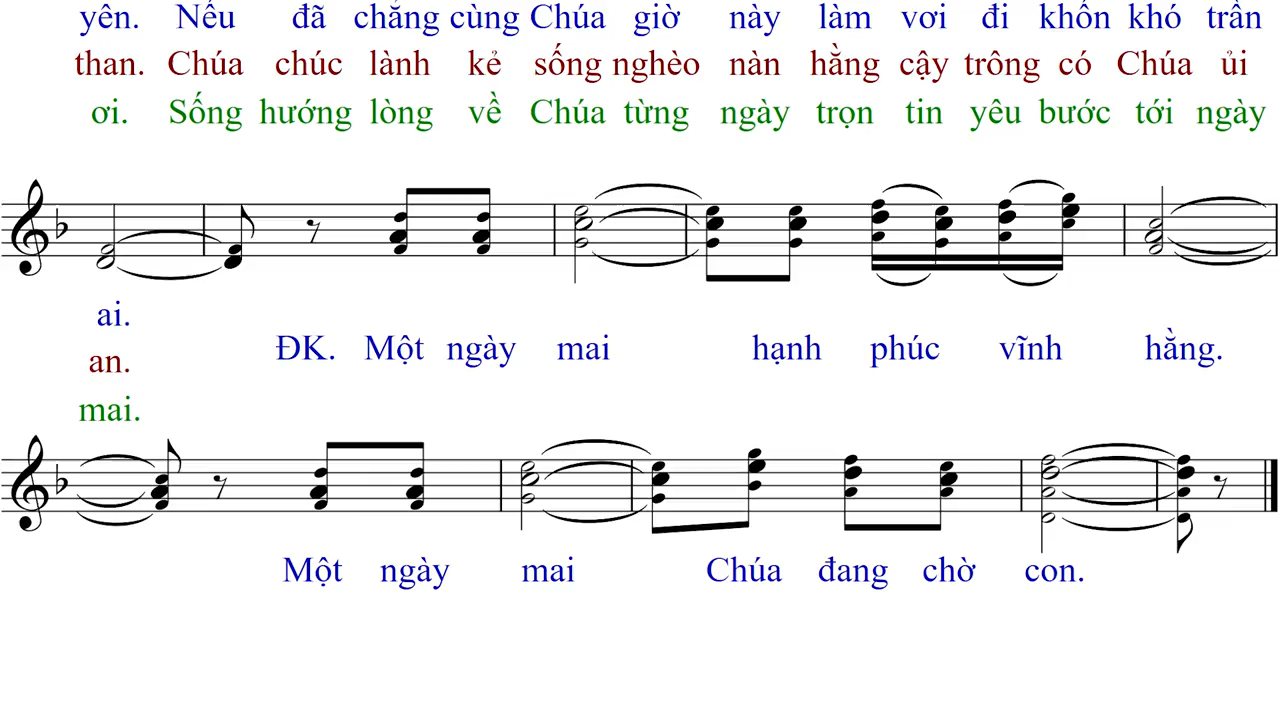 yên. Nếu đã chẳng cùng Chúa giờ này làm vơi đi khốn khó trần
than. Chúa chúc lành kẻ sống nghèo nàn hằng cậy trông có Chúa ủi
ơi. Sống hướng lòng về Chúa từng ngày trọn tin yêu bước tới ngày
ai.
ĐK. Một ngày mai hạnh phúc vĩnh hằng.
an.
mai.
Một ngày mai Chúa đang chờ con.